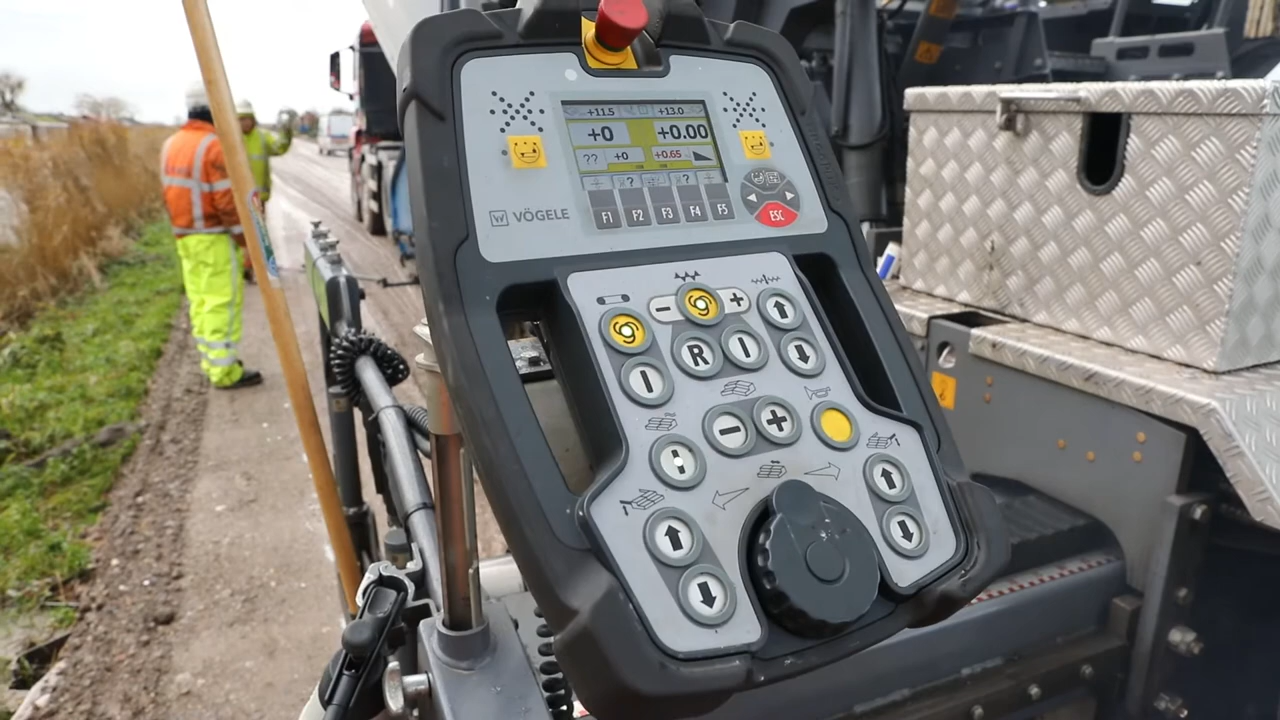 +11.5 +13.0
+0 +0.00
?? +0 +0.65
? ?
F1 F2 F3 F4 F5
ESC
VÖGELE
- +
R I
I
- +